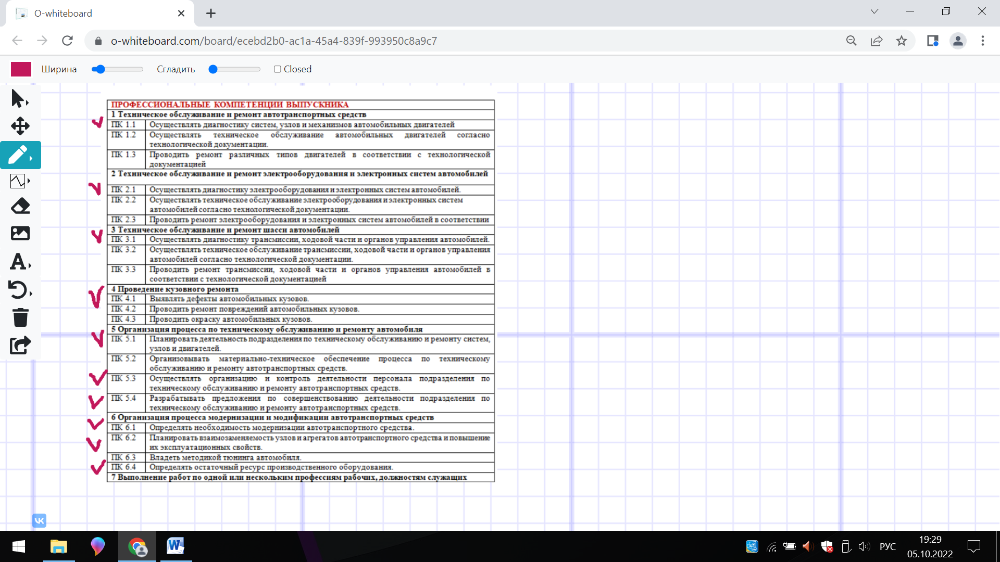 O-whiteboard
o-whiteboard.com/board/ecebd2b0-ac1a-45a4-839f-993950c8a9c7
Ширина Сгладить Closed
ПРОФЕССИОНАЛЬНЫЕ КОМПЕТЕНЦИИ ВЫПУСКНИКА
1 Техническое обслуживание и ремонт автотранспортных средств
ПК 1.1 Осуществлять диагностику систем, узлов и механизмов автомобильных двигателей
ПК 1.2 Осуществлять техническое обслуживание автомобильных двигателей согласно
технологической документации.
ПК 1.3 Проводить ремонт различных типов двигателей в соответствии с технологической
документацией
2 Техническое обслуживание и ремонт электрооборудования и электронных систем автомобилей
ПК 2.1 Осуществлять диагностику электрооборудования и электронных систем автомобилей.
ПК 2.2 Осуществлять техническое обслуживание электрооборудования и электронных систем
автомобилей согласно технологической документации.
ПК 2.3 Проводить ремонт электрооборудования и электронных систем автомобилей в соответствии
3 Техническое обслуживание и ремонт шасси автомобилей
ПК 3.1 Осуществлять диагностику трансмиссии, ходовой части и органов управления автомобилей.
ПК 3.2 Осуществлять техническое обслуживание трансмиссии, ходовой части и органов управления
автомобилей согласно технологической документации.
ПК 3.3 Проводить ремонт трансмиссии, ходовой части и органов управления автомобилей в
соответствии с технологической документацией
4 Проведение кузовного ремонта
ПК 4.1 Выявлять дефекты автомобильных кузовов.
ПК 4.2 Проводить ремонт повреждений автомобильных кузовов.
ПК 4.3 Проводить окраску автомобильных кузовов.
5 Организация процесса по техническому обслуживанию и ремонту автомобиля
ПК 5.1 Планировать деятельность подразделения по техническому обслуживанию и ремонту систем,
узлов и двигателей.
ПК 5.2 Организовывать материально-техническое обеспечение процесса по техническому
обслуживанию и ремонту автотранспортных средств.
ПК 5.3 Осуществлять организацию и контроль деятельности персонала подразделения по
техническому обслуживанию и ремонту автотранспортных средств.
ПК 5.4 Разрабатывать предложения по совершенствованию деятельности подразделения по
техническому обслуживанию и ремонту автотранспортных средств.
6 Организация процесса модернизации и модификации автотранспортных средств
ПК 6.1 Определять необходимость модернизации автотранспортного средства.
ПК 6.2 Планировать взаимозаменяемость узлов и агрегатов автотранспортного средства и повышение
их эксплуатационных свойств.
ПК 6.3 Владеть методикой тюнинга автомобиля.
ПК 6.4 Определять остаточный ресурс производственного оборудования.
7 Выполнение работ по одной или нескольким профессиям рабочих, должностям служащих
РУС
19:29
05.10.2022